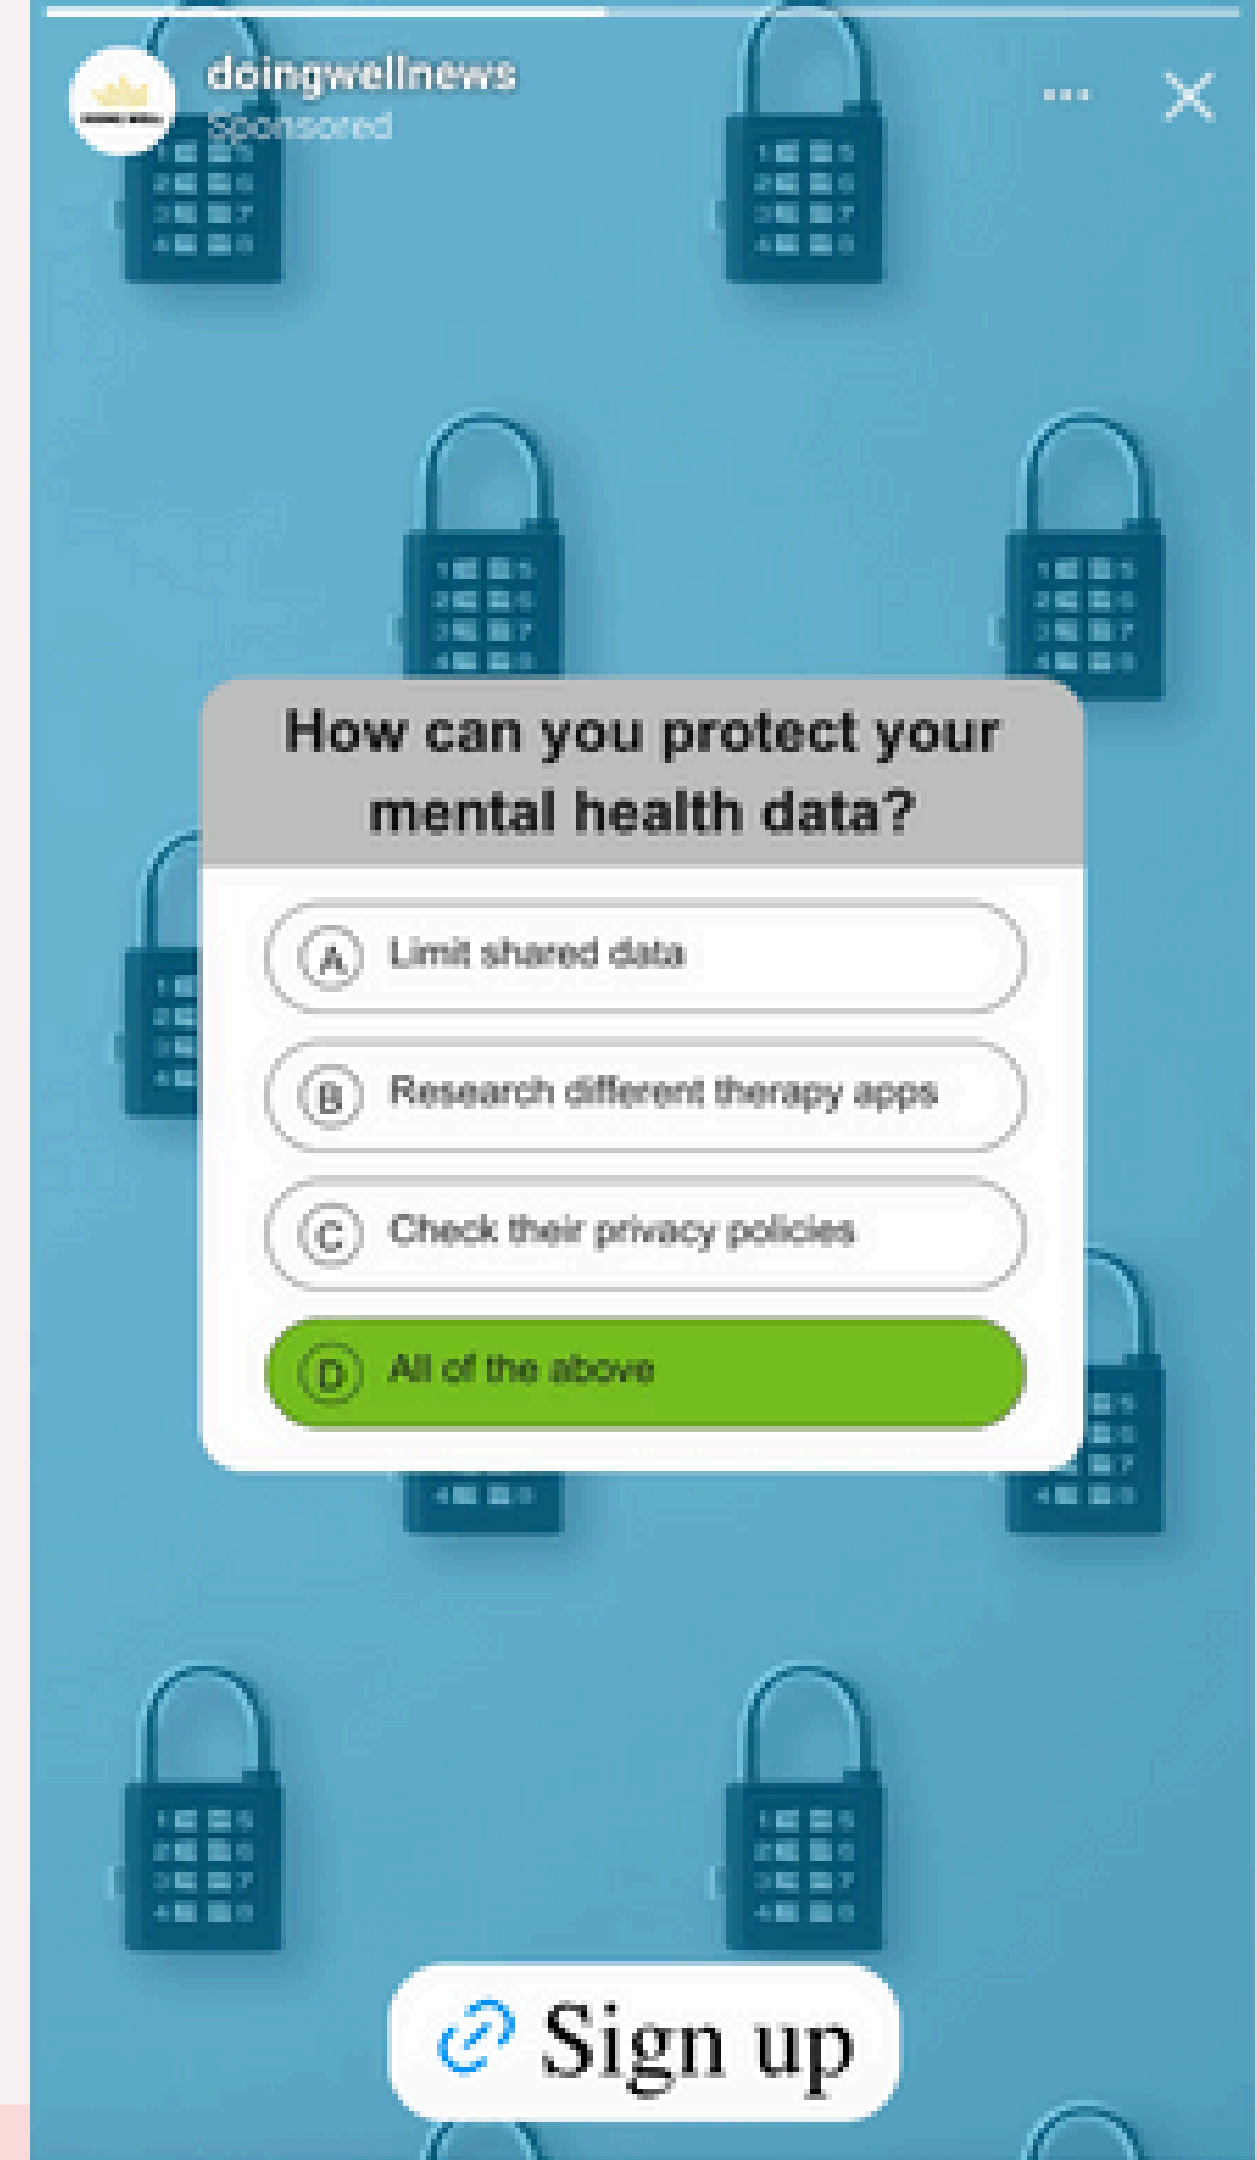 doingwellnews
Sponsored
How can you protect your
mental health data?
A Limit shared data
B Research different therapy apps
C Check their privacy policies
D All of the above
Sign up